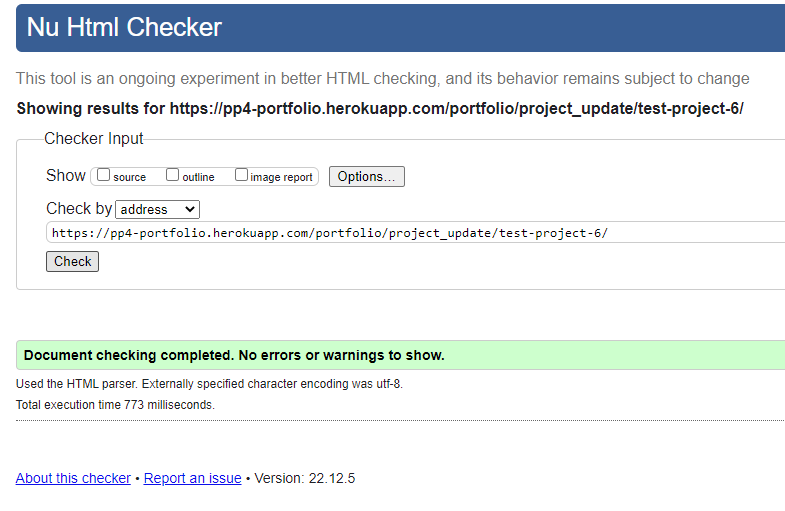 Nu Html Checker
This tool is an ongoing experiment in better HTML checking, and its behavior remains subject to change
Showing results for https://pp4-portfolio.herokuapp.com/portfolio/project_update/test-project-6/
Checker Input
Show source outline image report Options...
Check by address
https://pp4-portfolio.herokuapp.com/portfolio/project_update/test-project-6/
Check
Document checking completed. No errors or warnings to show.
Used the HTML parser. Externally specified character encoding was utf-8.
Total execution time 773 milliseconds.
About this checker • Report an issue • Version: 22.12.5